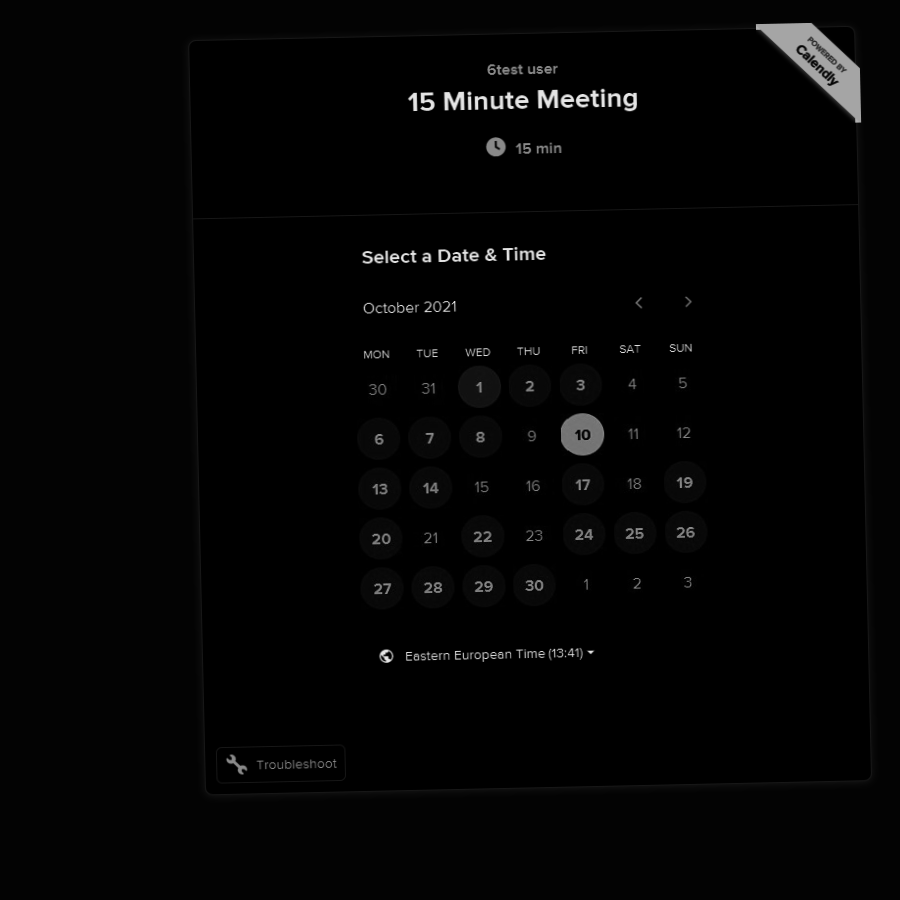 POWERED BY
Calendly
6test user
15 Minute Meeting
15 min
Select a Date & Time
October 2021
MON TUE WED THU FRI SAT SUN
30 31 1 2 3 4 5
6 7 8 9 10 11 12
13 14 15 16 17 18 19
20 21 22 23 24 25 26
27 28 29 30 1 2 3
Eastern European Time (13:41)
Troubleshoot